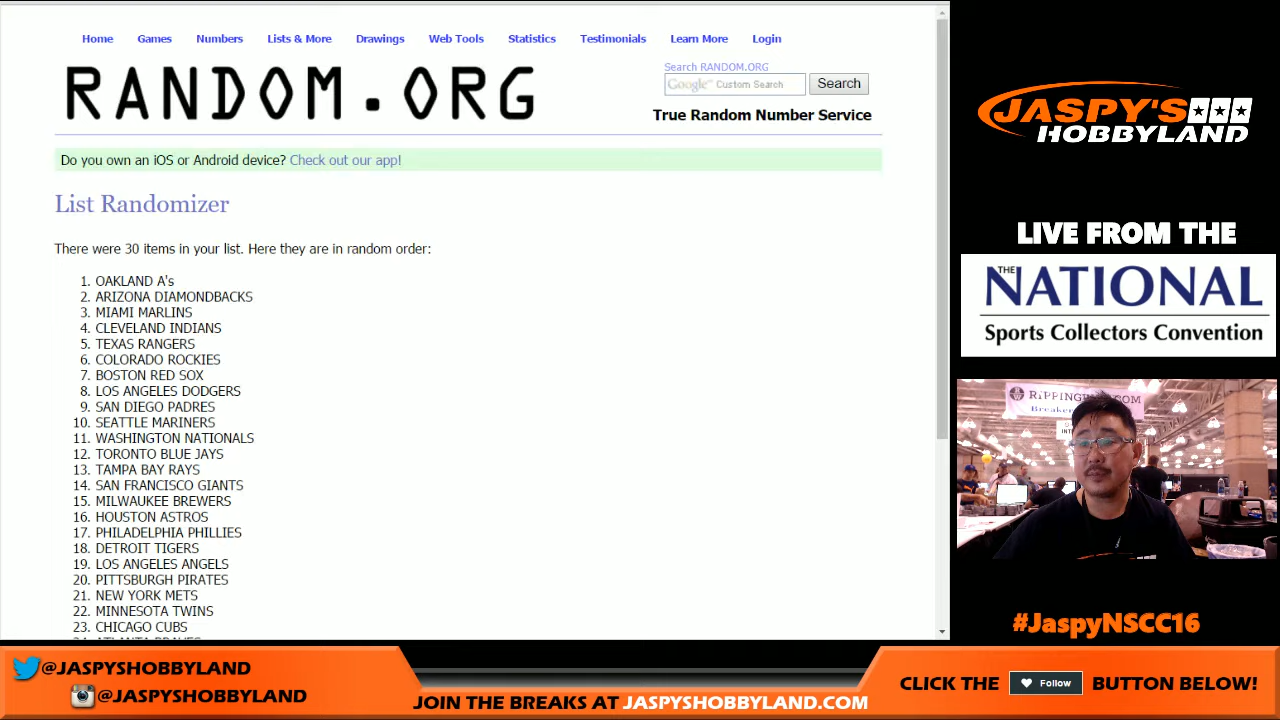 Home Games Numbers Lists & More Drawings Web Tools Statistics Testimonials Learn More Login
RANDOM.ORG
Search RANDOM.ORG
Google™ Custom Search Search
True Random Number Service
Do you own an iOS or Android device? Check out our app!
List Randomizer
There were 30 items in your list. Here they are in random order:
1. OAKLAND A's
2. ARIZONA DIAMONDBACKS
3. MIAMI MARLINS
4. CLEVELAND INDIANS
5. TEXAS RANGERS
6. COLORADO ROCKIES
7. BOSTON RED SOX
8. LOS ANGELES DODGERS
9. SAN DIEGO PADRES
10. SEATTLE MARINERS
11. WASHINGTON NATIONALS
12. TORONTO BLUE JAYS
13. TAMPA BAY RAYS
14. SAN FRANCISCO GIANTS
15. MILWAUKEE BREWERS
16. HOUSTON ASTROS
17. PHILADELPHIA PHILLIES
18. DETROIT TIGERS
19. LOS ANGELES ANGELS
20. PITTSBURGH PIRATES
21. NEW YORK METS
22. MINNESOTA TWINS
23. CHICAGO CUBS
24. ATLANTA BRAVES
JASPY'S
HOBBYLAND
LIVE FROM THE
THE NATIONAL
Sports Collectors Convention
#JaspyNSCC16
@JASPYSHOBBYLAND
@JASPYSHOBBYLAND
JOIN THE BREAKS AT JASPYSHOBBYLAND.COM
CLICK THE Follow BUTTON BELOW!